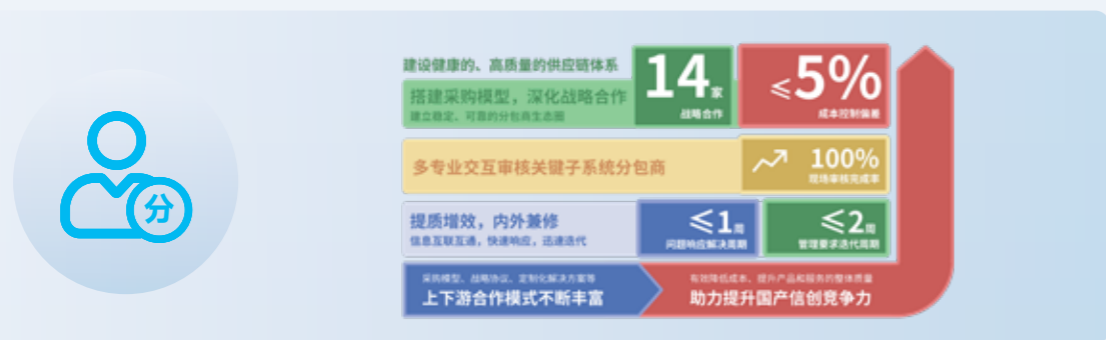 分
建设健康的、高质量的供应链体系
搭建采购模型，深化战略合作
建立稳定、可靠的分包商生态圈
14家
战略合作
≤5%
成本控制偏差
多专业交互审核关键子系统分包商
100%
现场审核完成率
提质增效，内外兼修
信息互联互通，快速响应，迅速迭代
≤1周
问题响应解决周期
≤2周
管理要求迭代周期
采购模型、战略协议、定制化解决方案等
上下游合作模式不断丰富
有效降低成本、提升产品和服务的整体质量
助力提升国产信创竞争力